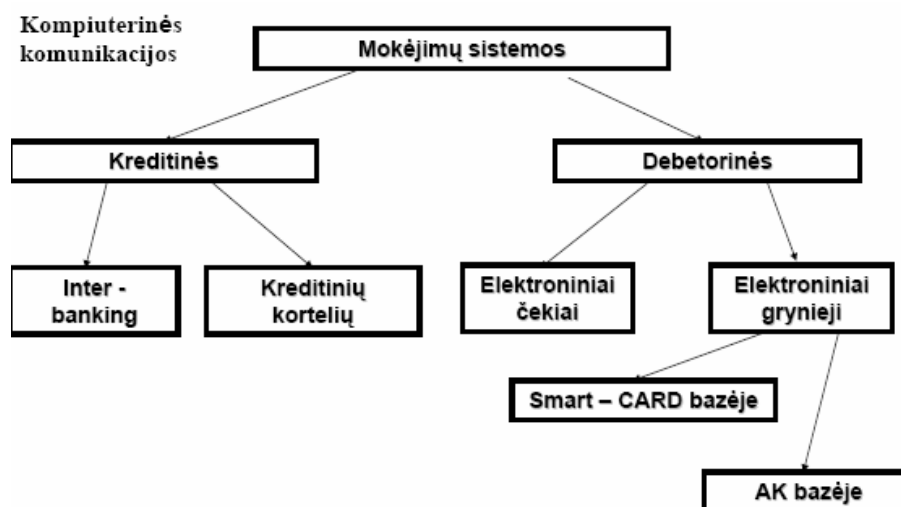 Kompiuterinės
komunikacijos
Mokėjimų sistemos
Kreditinės
Debetorinės
Inter -
banking
Kreditinių
kortelių
Elektroniniai
čekiai
Elektroniniai
grynieji
Smart – CARD bazėje
AK bazėje